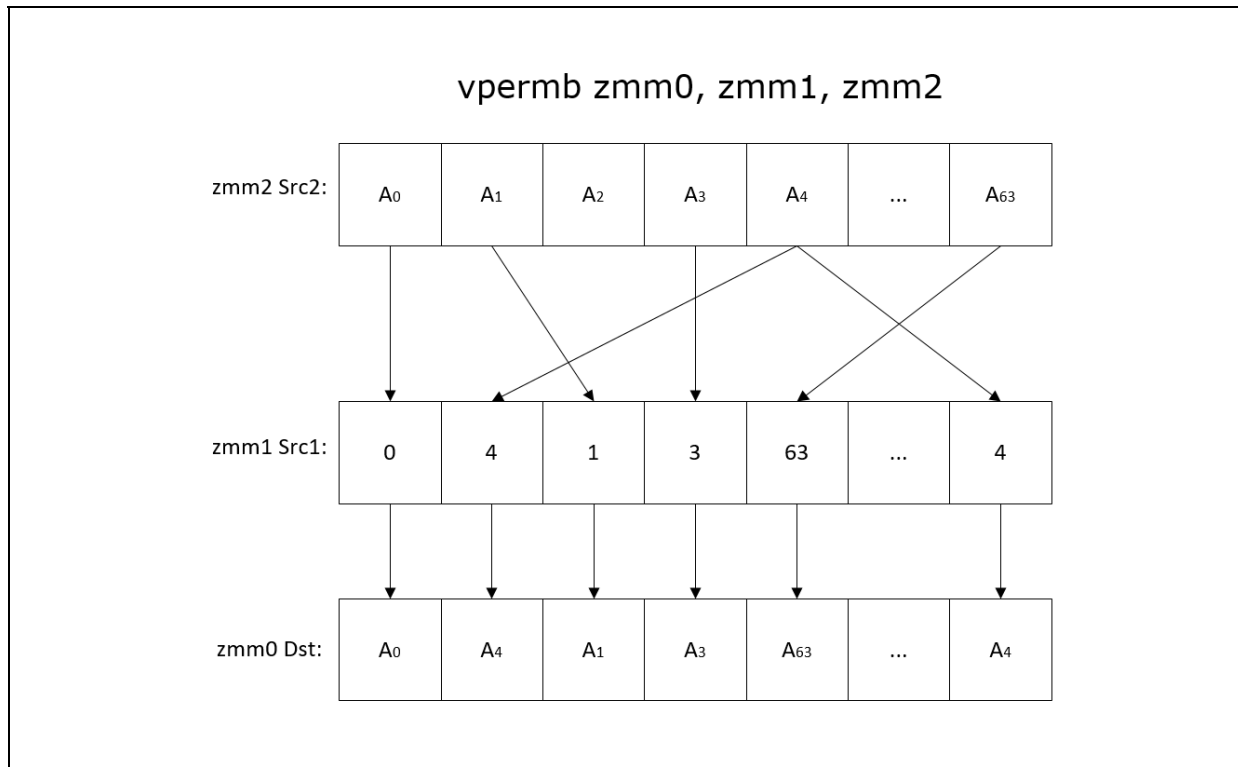 vpermb zmm0, zmm1, zmm2
zmm2 Src2: A0 A1 A2 A3 A4 ... A63
zmm1 Src1: 0 4 1 3 63 ... 4
zmm0 Dst: A0 A4 A1 A3 A63 ... A4